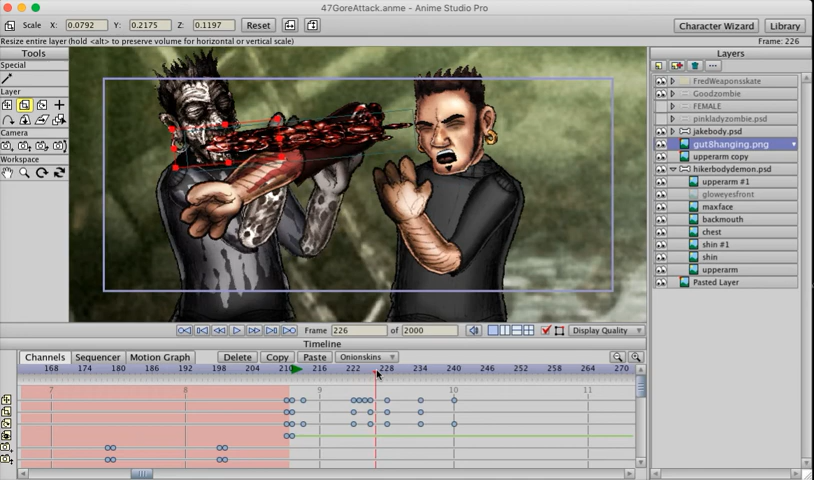 47GoreAttack.anme - Anime Studio Pro
Scale X: 0.0792 Y: 0.2175 Z: 0.1197 Reset Character Wizard Library
Resize entire layer (hold <alt> to preserve volume for horizontal or vertical scale) Frame: 226
Tools
Special
Layer
Camera
Workspace
Layers
FredWeaponsskate
Goodzombie
FEMALE
pinkladyzombie.psd
jakebody.psd
gut8hanging.png
upperarm copy
hikerbodydemon.psd
upperarm #1
gloweyesfront
maxface
backmouth
chest
shin #1
shin
upperarm
Pasted Layer
Frame 226 of 2000 Display Quality
Timeline
Channels Sequencer Motion Graph Delete Copy Paste Onionskins
168 174 180 186 192 198 204 210 216 222 228 234 240 246 252 258 264 270
7 8 9 10 11